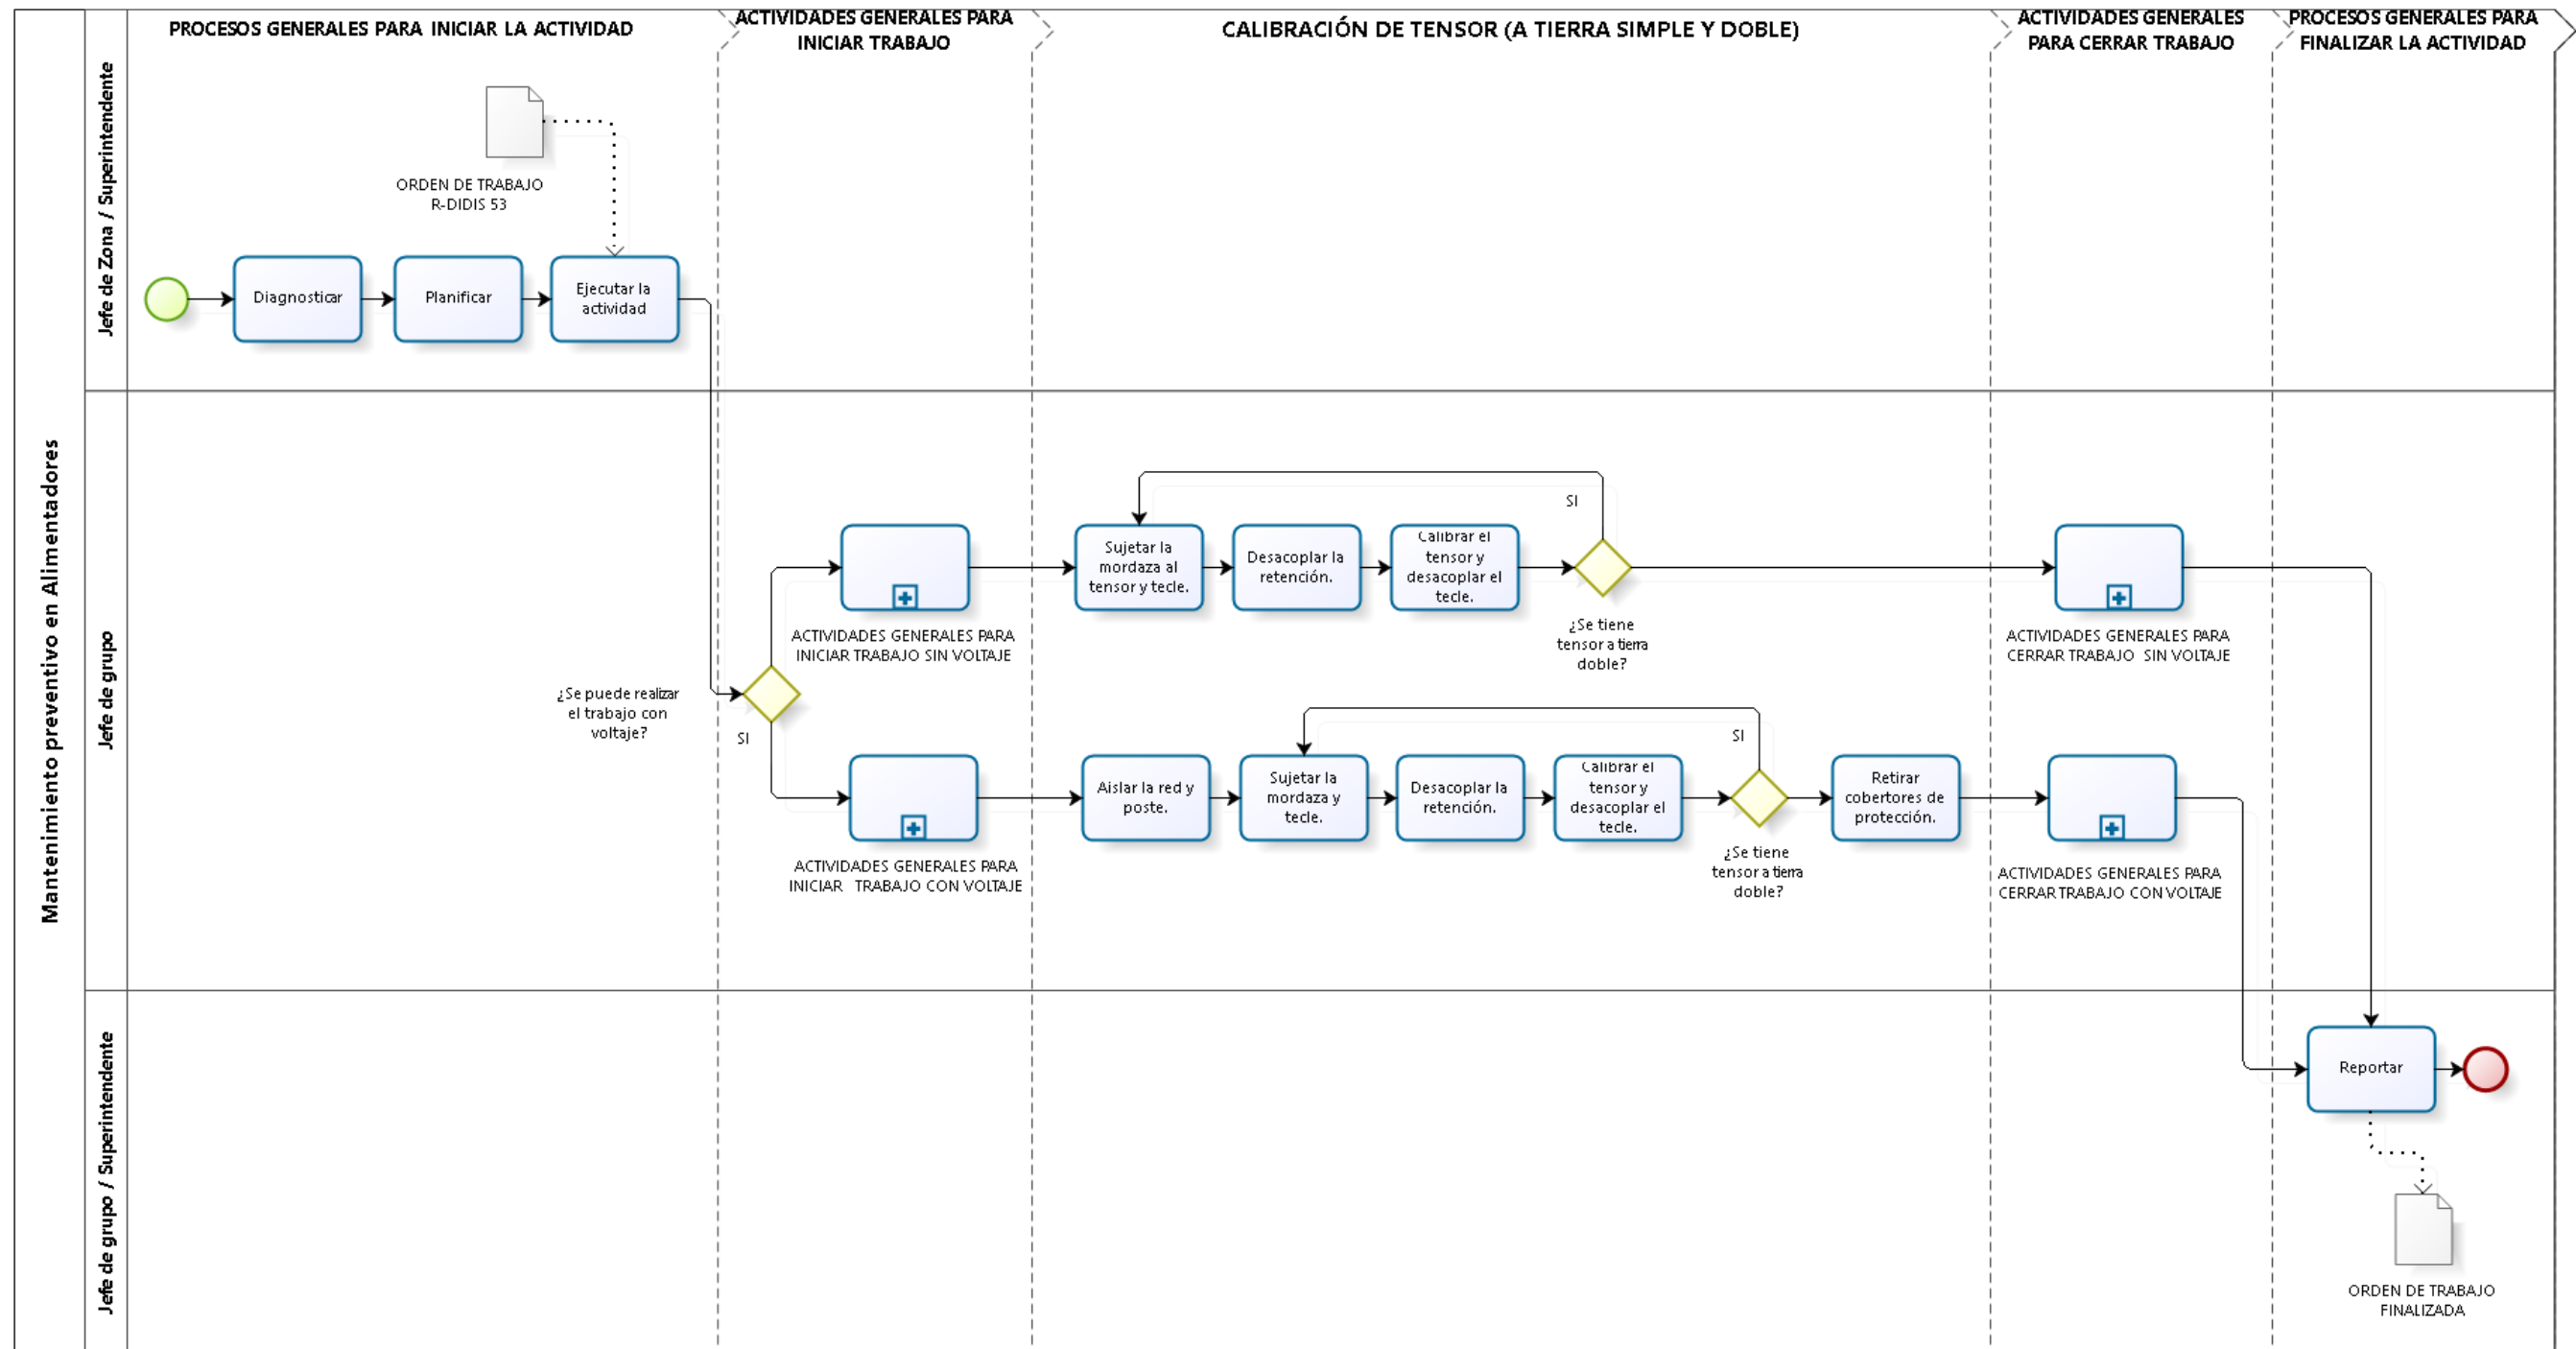 PROCESOS GENERALES PARA INICIAR LA ACTIVIDAD
ACTIVIDADES GENERALES PARA
INICIAR TRABAJO
CALIBRACIÓN DE TENSOR (A TIERRA SIMPLE Y DOBLE)
ACTIVIDADES GENERALES
PARA CERRAR TRABAJO
PROCESOS GENERALES PARA
FINALIZAR LA ACTIVIDAD
Mantenimiento preventivo en Alimentadores
Jefe de Zona / Superintendente
ORDEN DE TRABAJO
R-DIDIS 53
Diagnosticar
Planificar
Ejecutar la
actividad
Jefe de grupo
¿Se puede realizar
el trabajo con
voltaje?
SI
ACTIVIDADES GENERALES PARA
INICIAR TRABAJO SIN VOLTAJE
Sujetar la
mordaza al
tensor y tecle.
Desacoplar la
retención.
Calibrar el
tensor y
desacoplar el
tecle.
SI
¿Se tiene
tensor a tierra
doble?
ACTIVIDADES GENERALES PARA
CERRAR TRABAJO SIN VOLTAJE
ACTIVIDADES GENERALES PARA
INICIAR TRABAJO CON VOLTAJE
Aislar la red y
poste.
Sujetar la
mordaza y
tecle.
Desacoplar la
retención.
Calibrar el
tensor y
desacoplar el
tecle.
SI
¿Se tiene
tensor a tierra
doble?
Retirar
cobertores de
protección.
ACTIVIDADES GENERALES PARA
CERRAR TRABAJO CON VOLTAJE
Jefe de grupo / Superintendente
Reportar
ORDEN DE TRABAJO
FINALIZADA